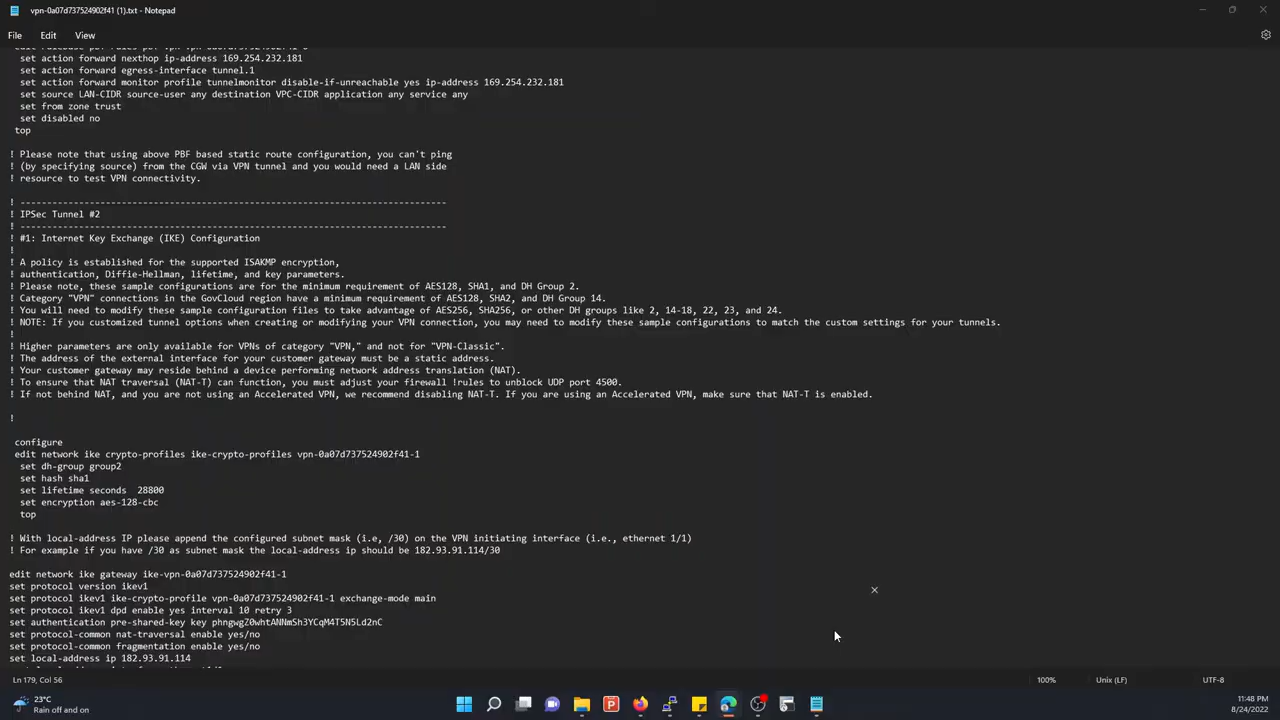 vpn-0a07d737524902f41 (1).txt - Notepad
File Edit View
set action forward nexthop ip-address 169.254.232.181
set action forward egress-interface tunnel.1
set action forward monitor profile tunnelmonitor disable-if-unreachable yes ip-address 169.254.232.181
set source LAN-CIDR source-user any destination VPC-CIDR application any service any
set from zone trust
set disabled no
top
! Please note that using above PBF based static route configuration, you can't ping
! (by specifying source) from the CGW via VPN tunnel and you would need a LAN side
! resource to test VPN connectivity.
! --------------------------------------------------------------------------------
! IPSec Tunnel #2
! --------------------------------------------------------------------------------
! #1: Internet Key Exchange (IKE) Configuration
!
! A policy is established for the supported ISAKMP encryption,
! authentication, Diffie-Hellman, lifetime, and key parameters.
! Please note, these sample configurations are for the minimum requirement of AES128, SHA1, and DH Group 2.
! Category "VPN" connections in the GovCloud region have a minimum requirement of AES128, SHA2, and DH Group 14.
! You will need to modify these sample configuration files to take advantage of AES256, SHA256, or other DH groups like 2, 14-18, 22, 23, and 24.
! NOTE: If you customized tunnel options when creating or modifying your VPN connection, you may need to modify these sample configurations to match the custom settings for your tunnels.
!
! Higher parameters are only available for VPNs of category "VPN," and not for "VPN-Classic".
! The address of the external interface for your customer gateway must be a static address.
! Your customer gateway may reside behind a device performing network address translation (NAT).
! To ensure that NAT traversal (NAT-T) can function, you must adjust your firewall !rules to unblock UDP port 4500.
! If not behind NAT, and you are not using an Accelerated VPN, we recommend disabling NAT-T. If you are using an Accelerated VPN, make sure that NAT-T is enabled.
!
configure
edit network ike crypto-profiles ike-crypto-profiles vpn-0a07d737524902f41-1
set dh-group group2
set hash sha1
set lifetime seconds  28800
set encryption aes-128-cbc
top
! With local-address IP please append the configured subnet mask (i.e, /30) on the VPN initiating interface (i.e., ethernet 1/1)
! For example if you have /30 as subnet mask the local-address ip should be 182.93.91.114/30
edit network ike gateway ike-vpn-0a07d737524902f41-1
set protocol version ikev1
set protocol ikev1 ike-crypto-profile vpn-0a07d737524902f41-1 exchange-mode main
set protocol ikev1 dpd enable yes interval 10 retry 3
set authentication pre-shared-key key phngwgZ0whtANNmSh3YCqM4T5N5Ld2nC
set protocol-common nat-traversal enable yes/no
set protocol-common fragmentation enable yes/no
set local-address ip 182.93.91.114
Ln 179, Col 56 100% Unix (LF) UTF-8
23°C
Rain off and on
11:48 PM
8/24/2022